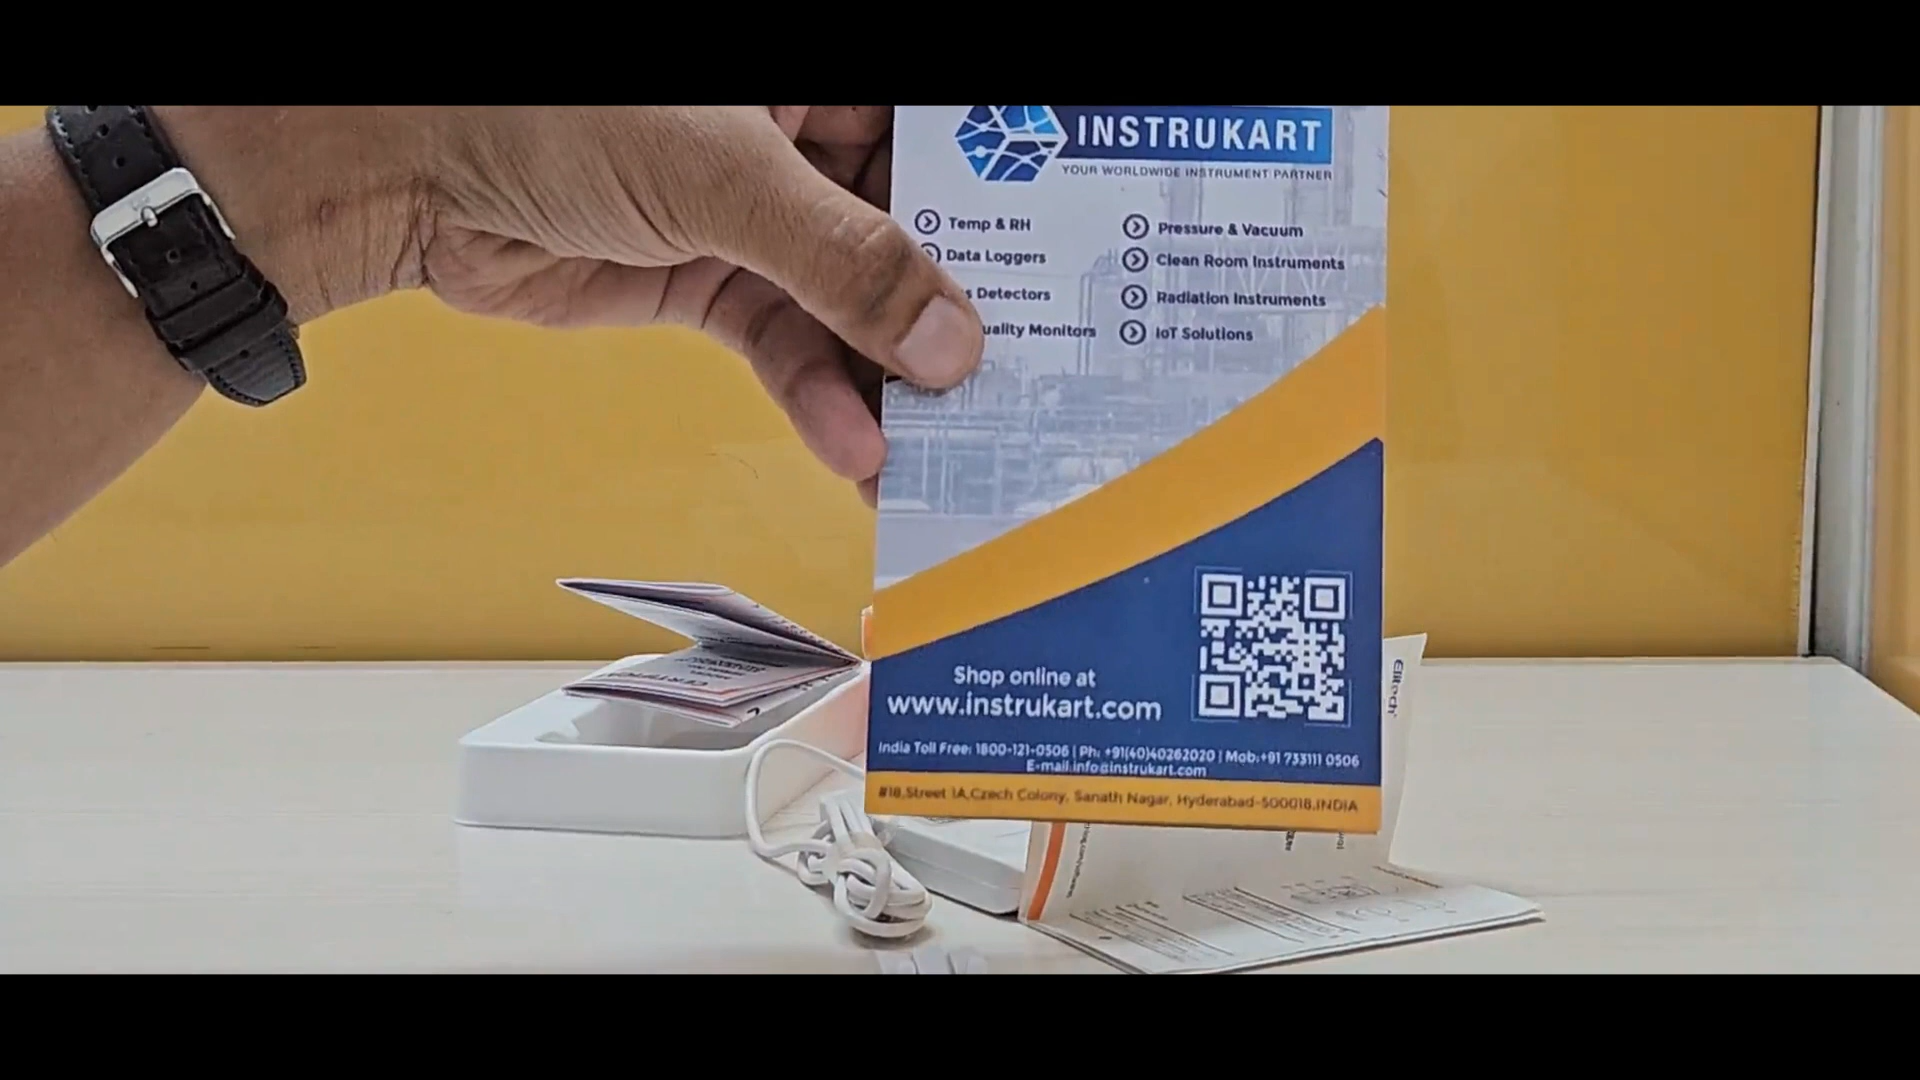 INSTRUKART
YOUR WORLDWIDE INSTRUMENT PARTNER
Temp & RH
Data Loggers
s Detectors
uality Monitors
Pressure & Vacuum
Clean Room Instruments
Radiation Instruments
IoT Solutions
Shop online at
www.instrukart.com
India Toll Free: 1800-121-0506 | Ph: +91(40)40262020 | Mob:+91 733111 0506
E-mail:info@instrukart.com
#18,Street 1A,Czech Colony, Sanath Nagar, Hyderabad-500018,INDIA
Elitech